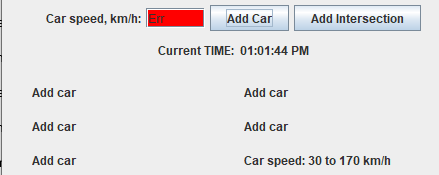 Car speed, km/h: Err Add Car Add Intersection
Current TIME: 01:01:44 PM
Add car Add car
Add car Add car
Add car Car speed: 30 to 170 km/h